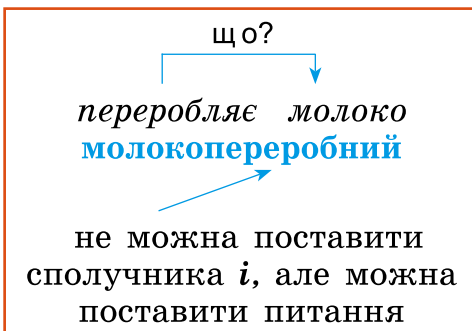 що?
переробляє молоко
молокопереробний
не можна поставити
сполучника і, але можна
поставити питання